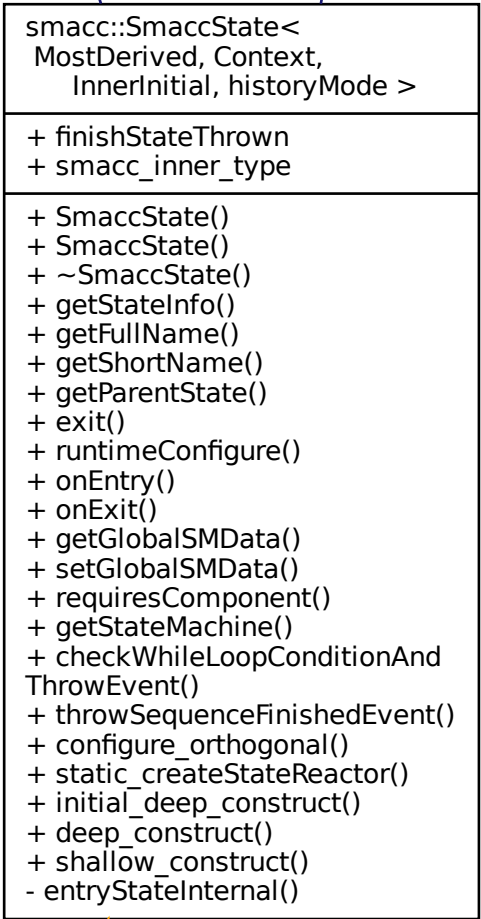 smacc::SmaccState<
MostDerived, Context,
InnerInitial, historyMode >
+ finishStateThrown
+ smacc_inner_type
+ SmaccState()
+ SmaccState()
+ ~SmaccState()
+ getStateInfo()
+ getFullName()
+ getShortName()
+ getParentState()
+ exit()
+ runtimeConfigure()
+ onEntry()
+ onExit()
+ getGlobalSMData()
+ setGlobalSMData()
+ requiresComponent()
+ getStateMachine()
+ checkWhileLoopConditionAnd
ThrowEvent()
+ throwSequenceFinishedEvent()
+ configure_orthogonal()
+ static_createStateReactor()
+ initial_deep_construct()
+ deep_construct()
+ shallow_construct()
- entryStateInternal()